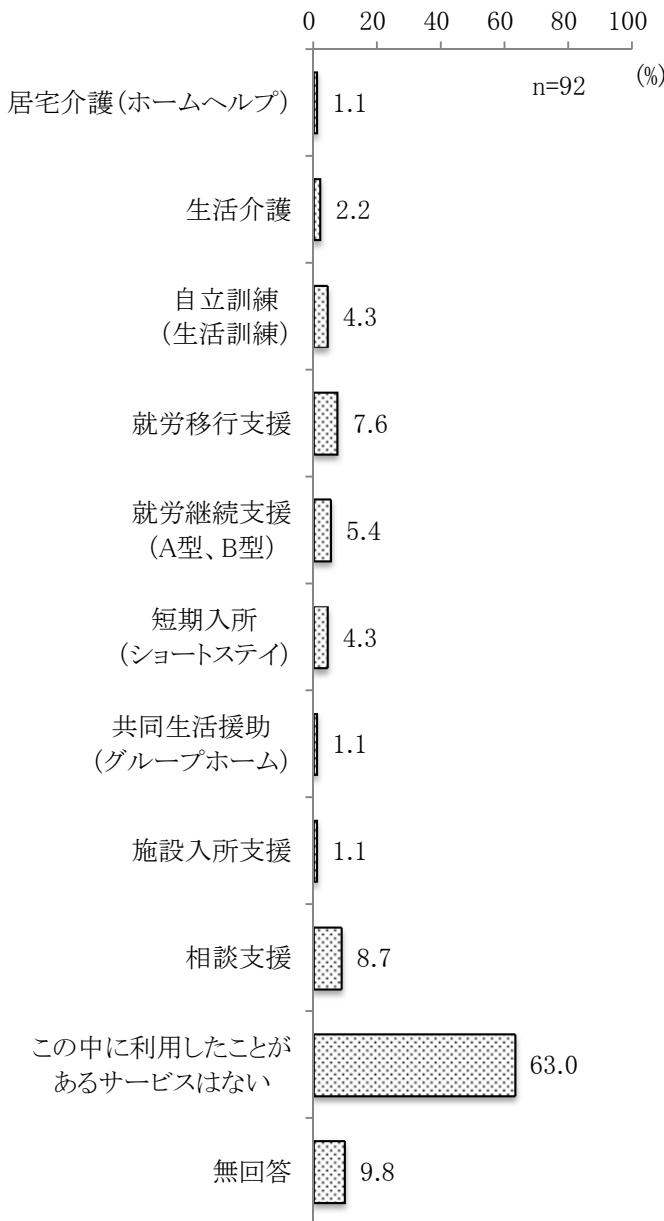 0 20 40 60 80 100
n=92 (%)
居宅介護(ホームヘルプ) 1.1
生活介護 2.2
自立訓練
(生活訓練) 4.3
就労移行支援 7.6
就労継続支援
(A型、B型) 5.4
短期入所
(ショートステイ) 4.3
共同生活援助
(グループホーム) 1.1
施設入所支援 1.1
相談支援 8.7
この中に利用したことが
あるサービスはない 63.0
無回答 9.8